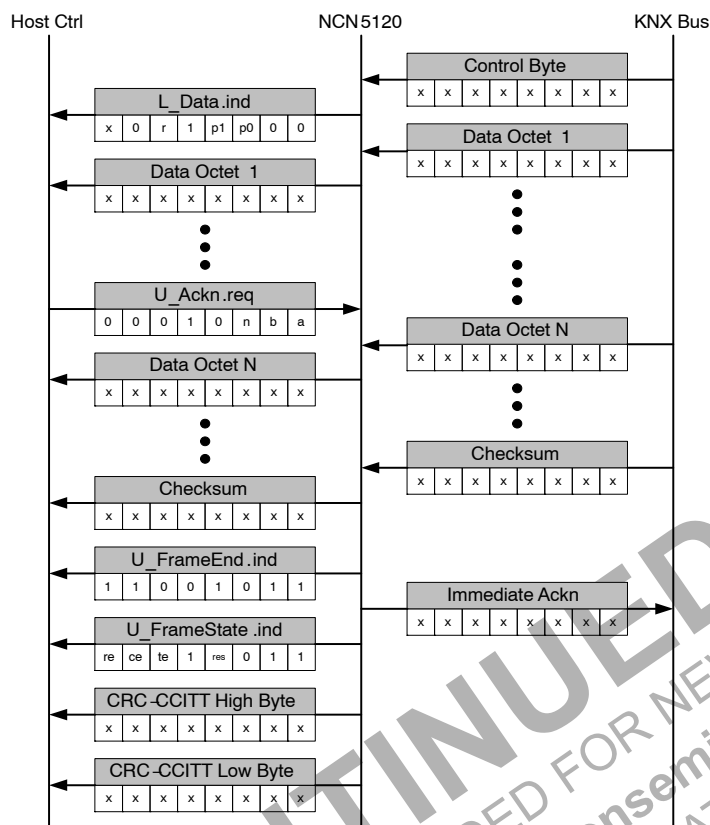 Host Ctrl NCN5120 KNX Bus
Control Byte
x x x x x x x x
L_Data.ind
x 0 r 1 p1 p0 0 0
Data Octet 1
x x x x x x x x
Data Octet 1
x x x x x x x x
U_Ackn.req
0 0 0 1 0 n b a
Data Octet N
x x x x x x x x
Data Octet N
x x x x x x x x
Checksum
x x x x x x x x
Checksum
x x x x x x x x
U_FrameEnd.ind
1 1 0 0 1 0 1 1
Immediate Ackn
x x x x x x x x
U_FrameState.ind
re ce te 1 res 0 1 1
CRC-CCITT High Byte
x x x x x x x x
CRC-CCITT Low Byte
x x x x x x x x